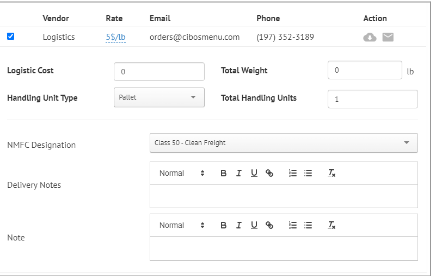 Vendor Rate Email Phone Action
Logistics 5$/lb orders@cibosmenu.com (197) 352-3189
Logistic Cost 0 Total Weight 0 lb
Handling Unit Type Pallet Total Handling Units 1
NMFC Designation Class 50 - Clean Freight
Delivery Notes Normal B I U
Note Normal B I U